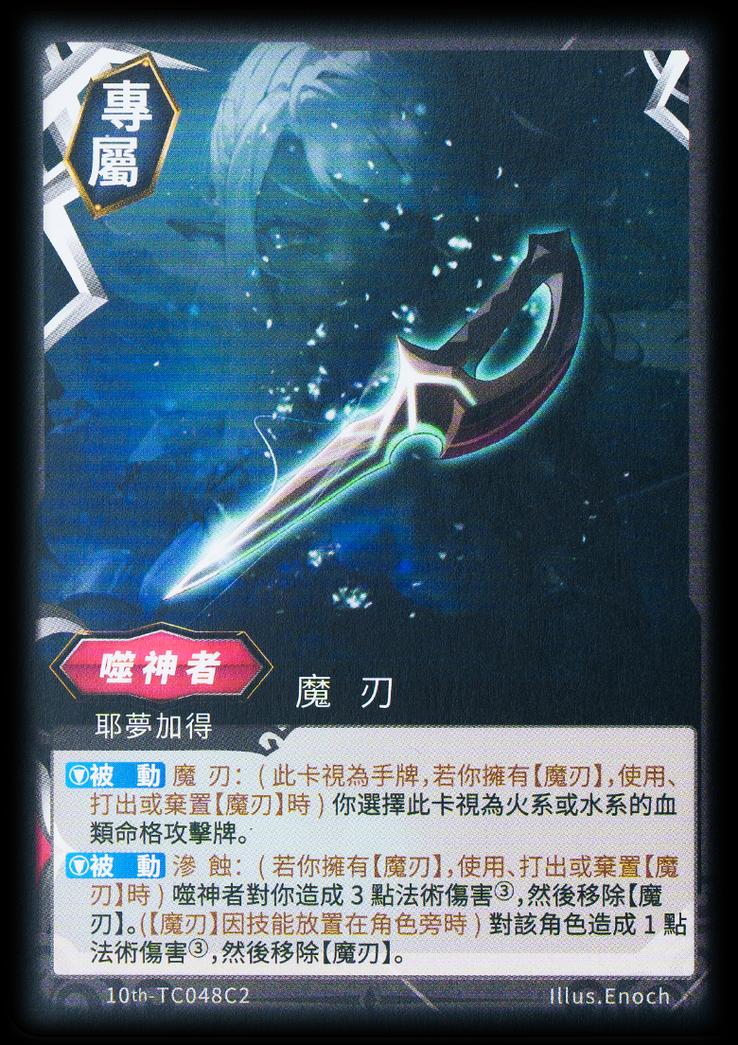 專屬
噬神者
魔 刃
耶夢加得
被 動 魔 刃：( 此卡視為手牌,若你擁有【魔刃】,使用、
打出或棄置【魔刃】時 ) 你選擇此卡視為火系或水系的血
類命格攻擊牌。
被 動 滲 蝕：( 若你擁有【魔刃】,使用、打出或棄置【魔
刃】時 ) 噬神者對你造成 3 點法術傷害③,然後移除【魔
刃】。(【魔刃】因技能放置在角色旁時 ) 對該角色造成 1 點
法術傷害③,然後移除【魔刃】。
10th-TC048C2
Illus.Enoch